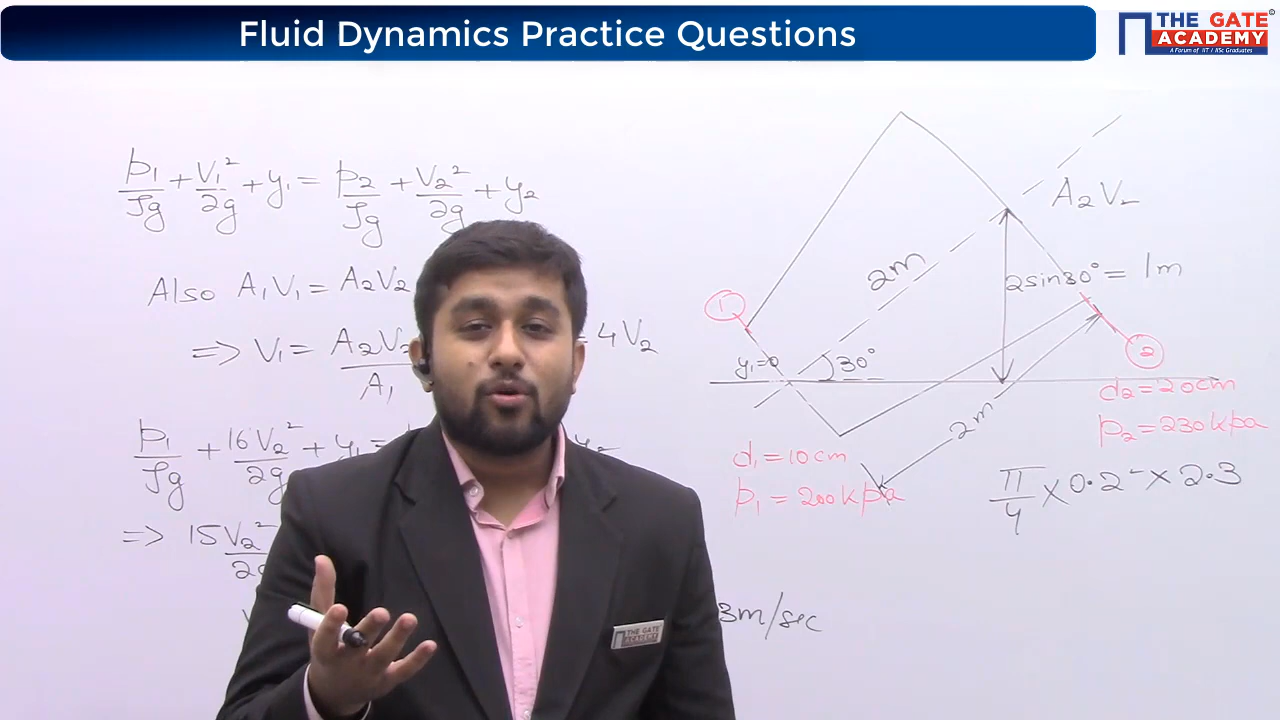 Fluid Dynamics Practice Questions
THE GATE
ACADEMY
A Forum of IIT / IISc Graduates
p₁/ρg + V₁²/2g + y₁ = p₂/ρg + V₂²/2g + y₂
Also A₁V₁ = A₂V₂
⇒ V₁ = A₂V₂/A₁ = 4V₂
p₁/ρg + 16V₂²/2g + y₁ =
⇒ 15V₂²
3m/sec
A₂V₂
2m
2sin30° = 1m
1
y₁=0
30°
2
2m
d₂ = 20cm
p₂ = 230kpa
d₁ = 10cm
p₁ = 200kpa
π/4 × 0.2² × 2.3
THE GATE
ACADEMY